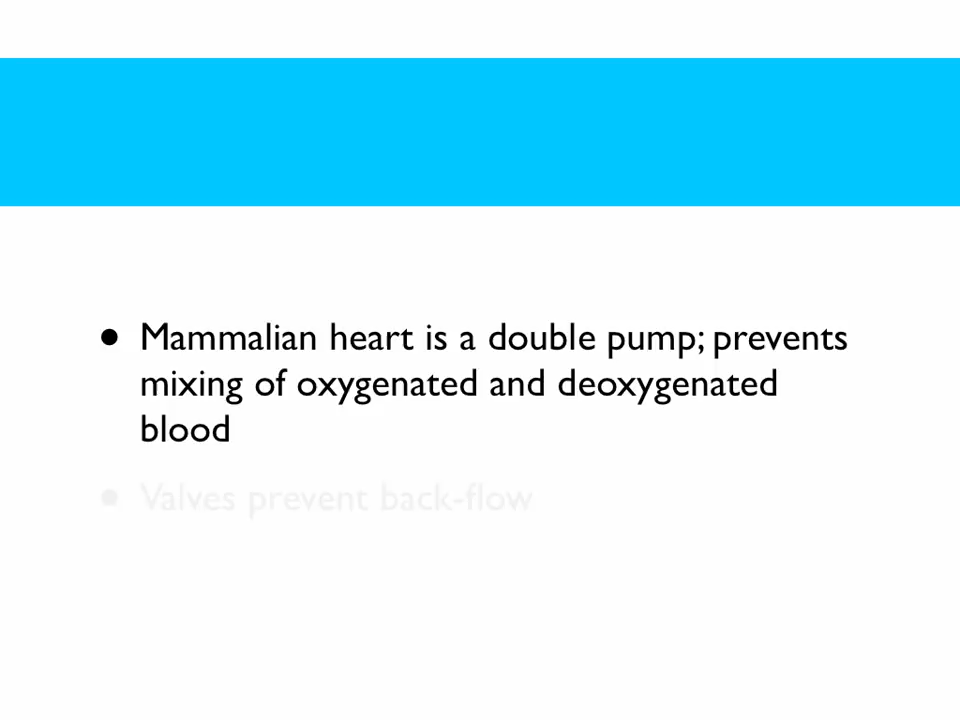 • Mammalian heart is a double pump; prevents
mixing of oxygenated and deoxygenated
blood
• Valves prevent back-flow